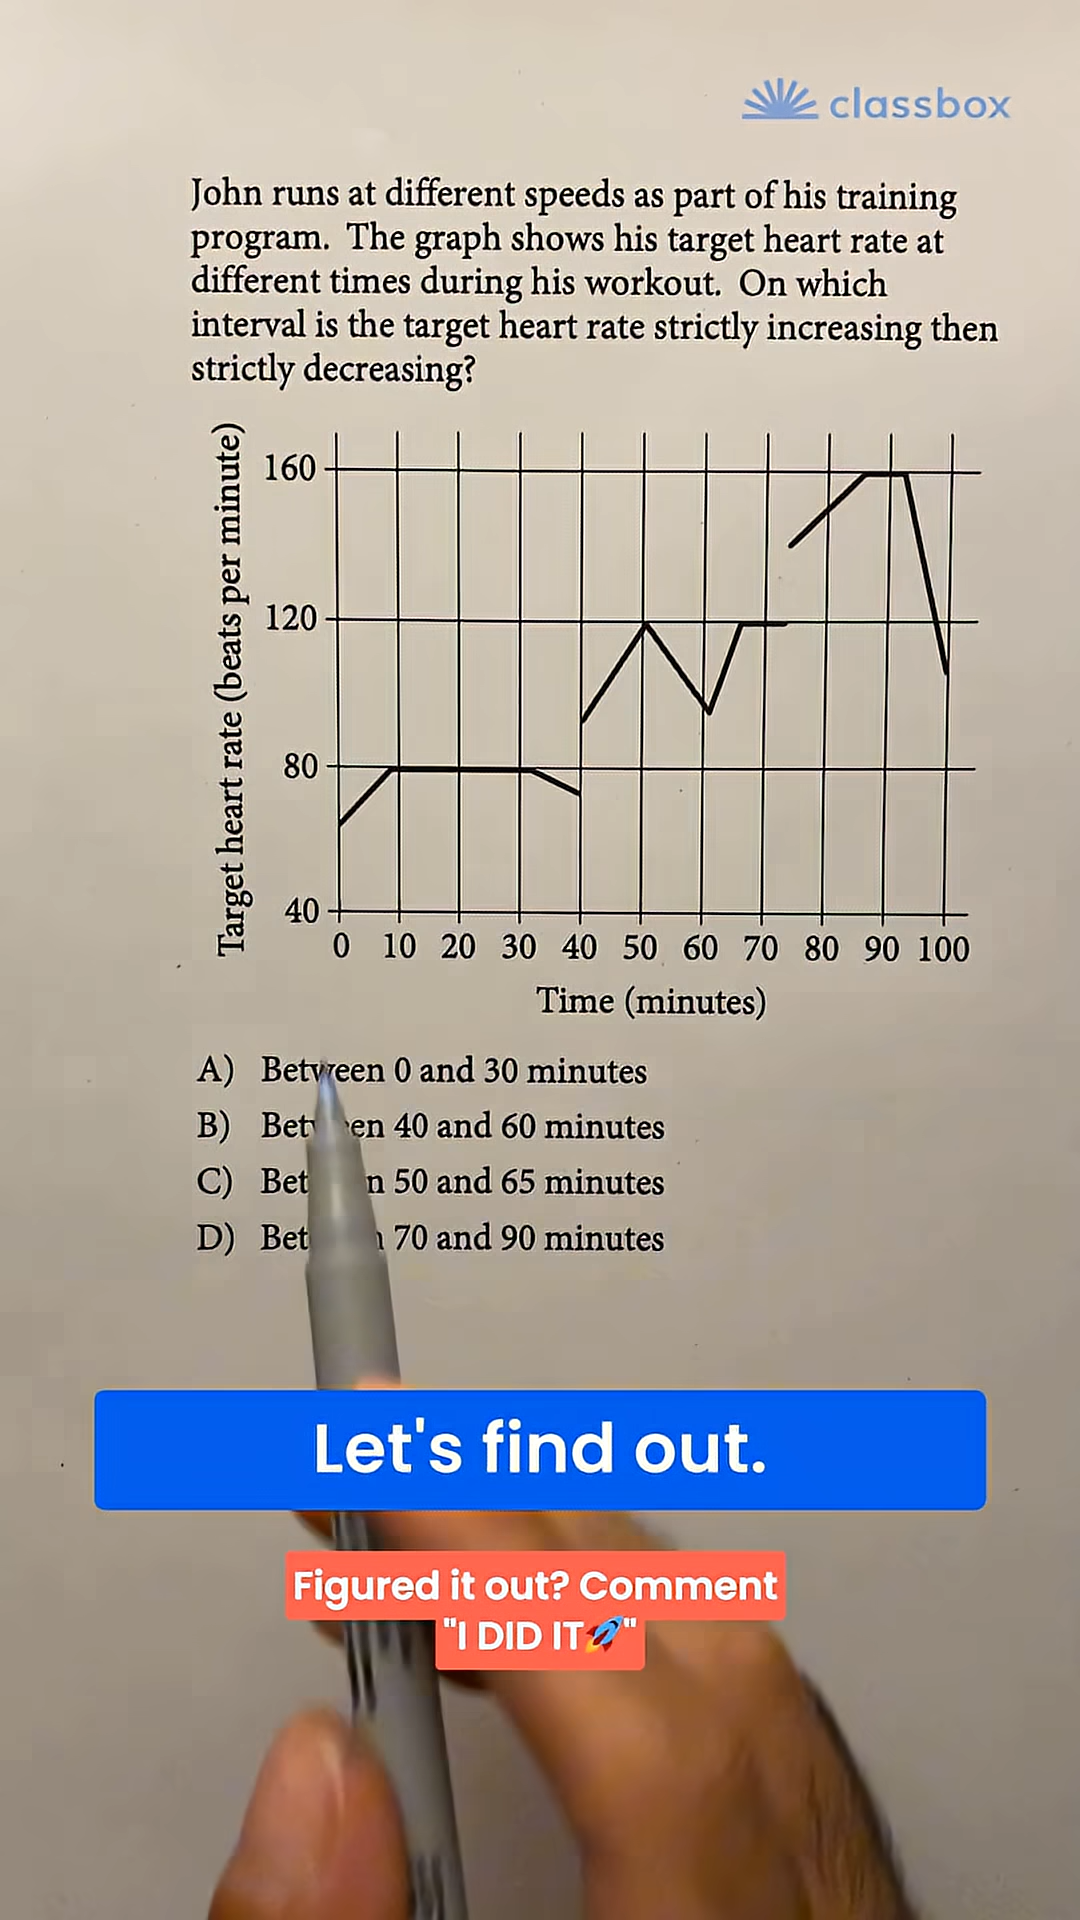 classbox
John runs at different speeds as part of his training
program. The graph shows his target heart rate at
different times during his workout. On which
interval is the target heart rate strictly increasing then
strictly decreasing?
Target heart rate (beats per minute)
160
120
80
40
0 10 20 30 40 50 60 70 80 90 100
Time (minutes)
A) Between 0 and 30 minutes
B) Between 40 and 60 minutes
C) Between 50 and 65 minutes
D) Between 70 and 90 minutes
Let's find out.
Figured it out? Comment
"I DID IT🚀"